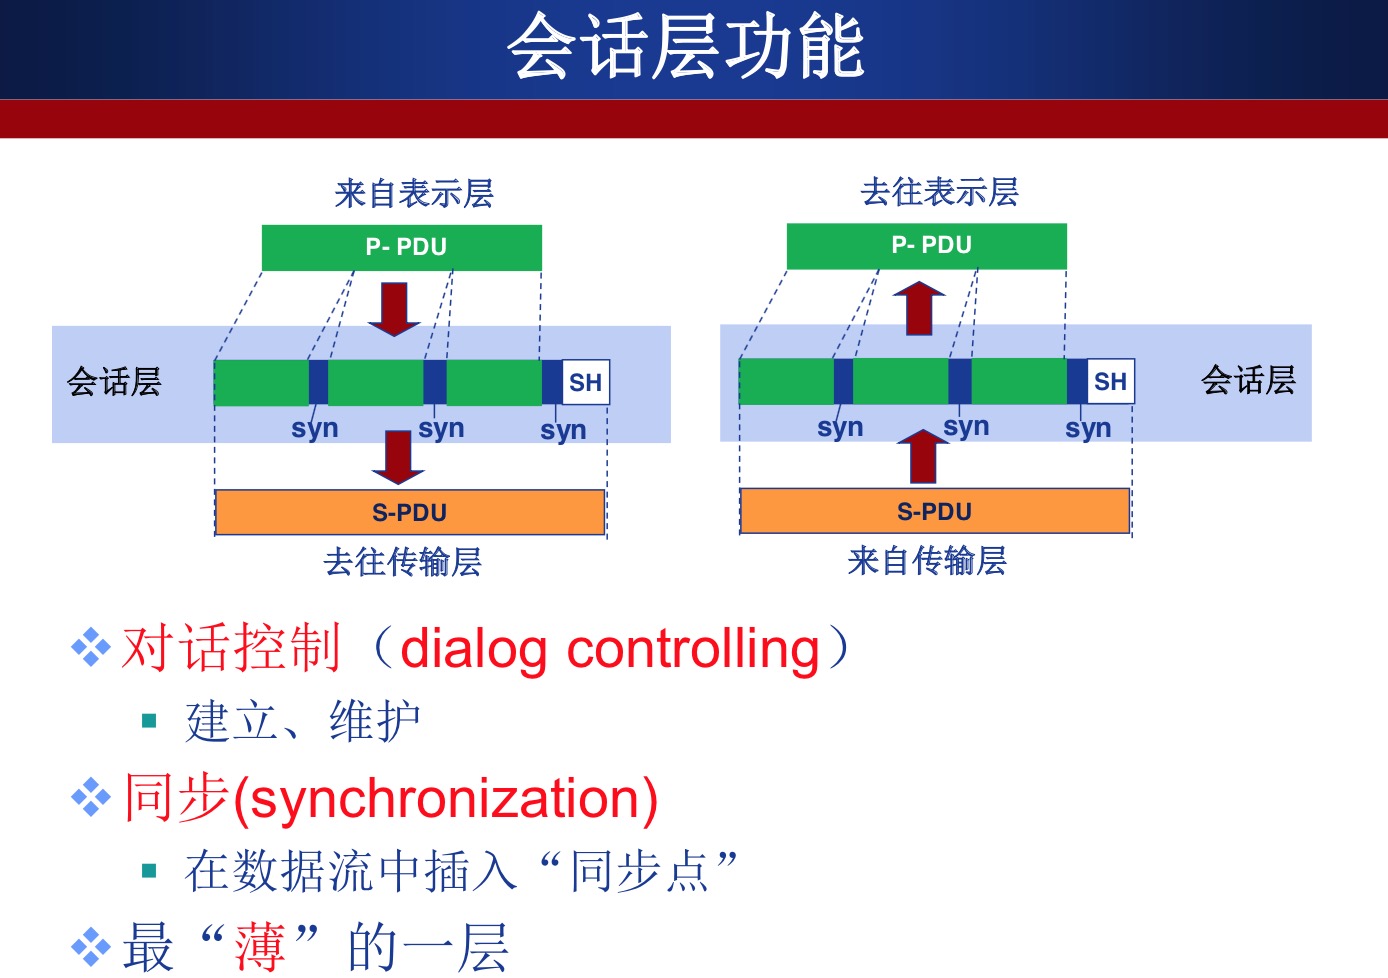 会话层功能
来自表示层
去往表示层
P- PDU
P- PDU
会话层
SH
SH
会话层
syn
syn
syn
syn
syn
syn
S-PDU
S-PDU
去往传输层
来自传输层
对话控制（dialog controlling）
建立、维护
同步(synchronization)
在数据流中插入“同步点”
最“薄”的一层